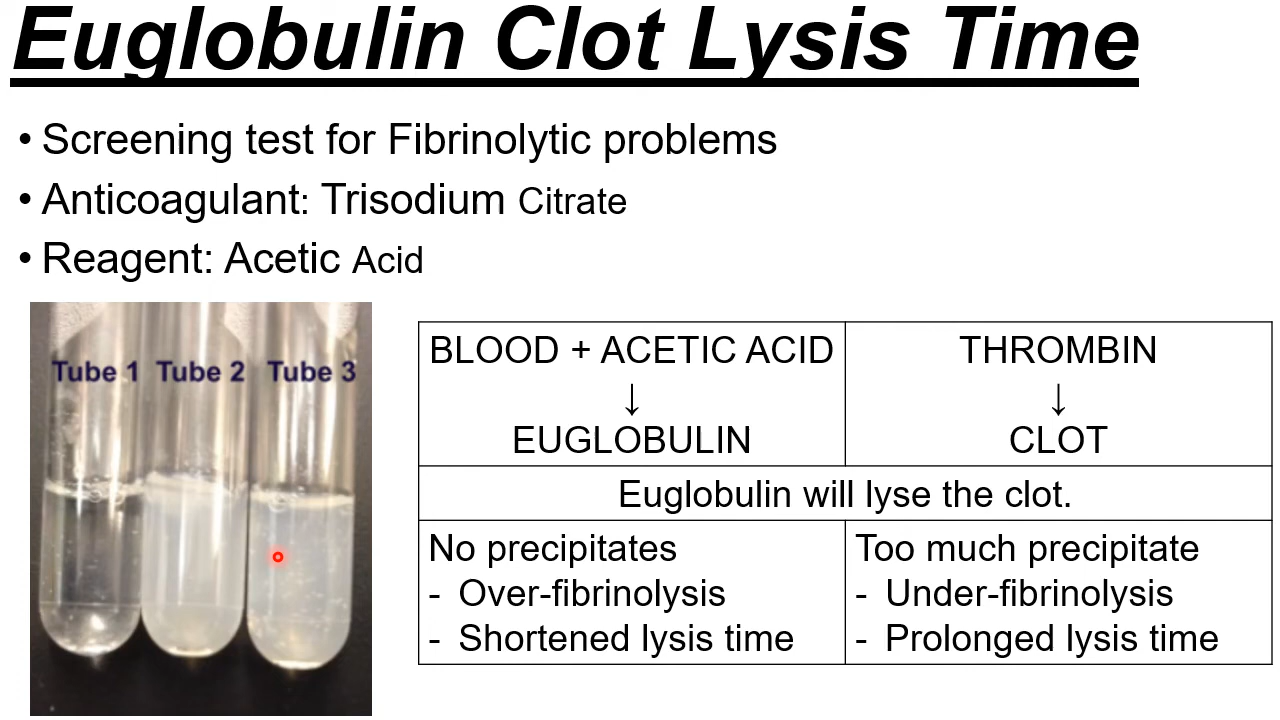 Euglobulin Clot Lysis Time
• Screening test for Fibrinolytic problems
• Anticoagulant: Trisodium Citrate
• Reagent: Acetic Acid
Tube 1 Tube 2 Tube 3
BLOOD + ACETIC ACID
↓
EUGLOBULIN
THROMBIN
↓
CLOT
Euglobulin will lyse the clot.
No precipitates
- Over-fibrinolysis
- Shortened lysis time
Too much precipitate
- Under-fibrinolysis
- Prolonged lysis time